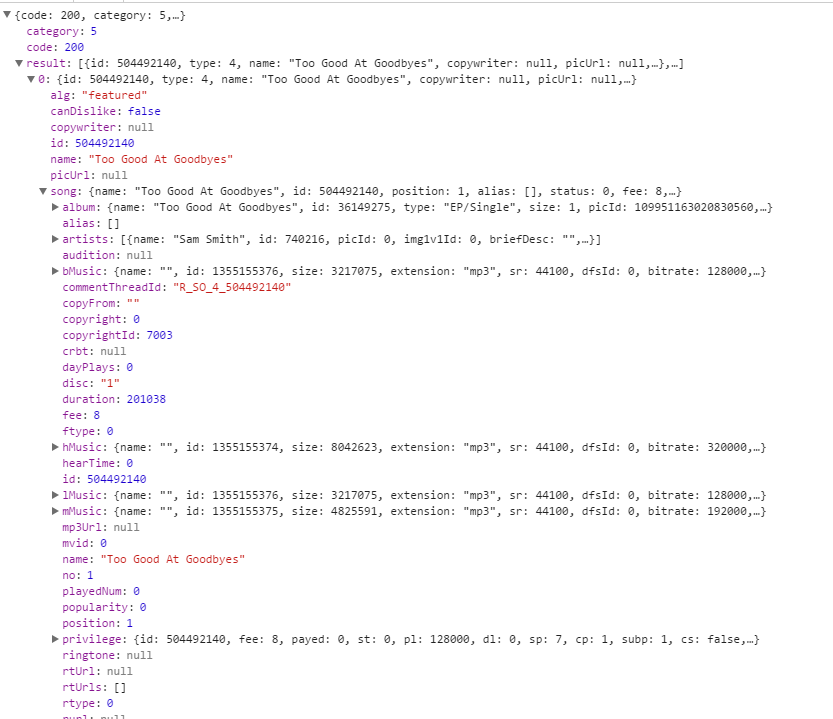 {code: 200, category: 5,…}
category: 5
code: 200
result: [{id: 504492140, type: 4, name: "Too Good At Goodbyes", copywriter: null, picUrl: null,…},…]
0: {id: 504492140, type: 4, name: "Too Good At Goodbyes", copywriter: null, picUrl: null,…}
alg: "featured"
canDislike: false
copywriter: null
id: 504492140
name: "Too Good At Goodbyes"
picUrl: null
song: {name: "Too Good At Goodbyes", id: 504492140, position: 1, alias: [], status: 0, fee: 8,…}
album: {name: "Too Good At Goodbyes", id: 36149275, type: "EP/Single", size: 1, picId: 109951163020830560,…}
alias: []
artists: [{name: "Sam Smith", id: 740216, picId: 0, img1v1Id: 0, briefDesc: "",…}]
audition: null
bMusic: {name: "", id: 1355155376, size: 3217075, extension: "mp3", sr: 44100, dfsId: 0, bitrate: 128000,…}
commentThreadId: "R_SO_4_504492140"
copyFrom: ""
copyright: 0
copyrightId: 7003
crbt: null
dayPlays: 0
disc: "1"
duration: 201038
fee: 8
ftype: 0
hMusic: {name: "", id: 1355155374, size: 8042623, extension: "mp3", sr: 44100, dfsId: 0, bitrate: 320000,…}
hearTime: 0
id: 504492140
lMusic: {name: "", id: 1355155376, size: 3217075, extension: "mp3", sr: 44100, dfsId: 0, bitrate: 128000,…}
mMusic: {name: "", id: 1355155375, size: 4825591, extension: "mp3", sr: 44100, dfsId: 0, bitrate: 192000,…}
mp3Url: null
mvid: 0
name: "Too Good At Goodbyes"
no: 1
playedNum: 0
popularity: 0
position: 1
privilege: {id: 504492140, fee: 8, payed: 0, st: 0, pl: 128000, dl: 0, sp: 7, cp: 1, subp: 1, cs: false,…}
ringtone: null
rtUrl: null
rtUrls: []
rtype: 0